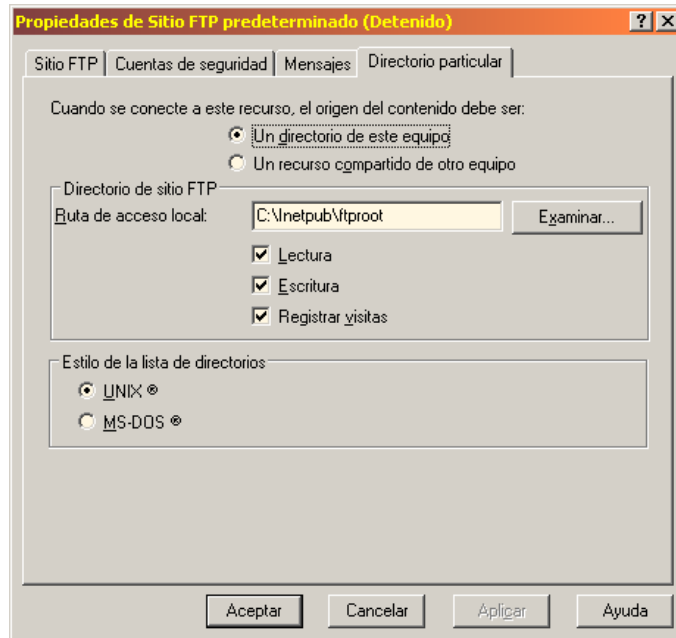 Propiedades de Sitio FTP predeterminado (Detenido)
Sitio FTP Cuentas de seguridad Mensajes Directorio particular
Cuando se conecte a este recurso, el origen del contenido debe ser:
Un directorio de este equipo
Un recurso compartido de otro equipo
Directorio de sitio FTP
Ruta de acceso local: C:\Inetpub\ftproot Examinar...
Lectura
Escritura
Registrar visitas
Estilo de la lista de directorios
UNIX ®
MS-DOS ®
Aceptar Cancelar Aplicar Ayuda